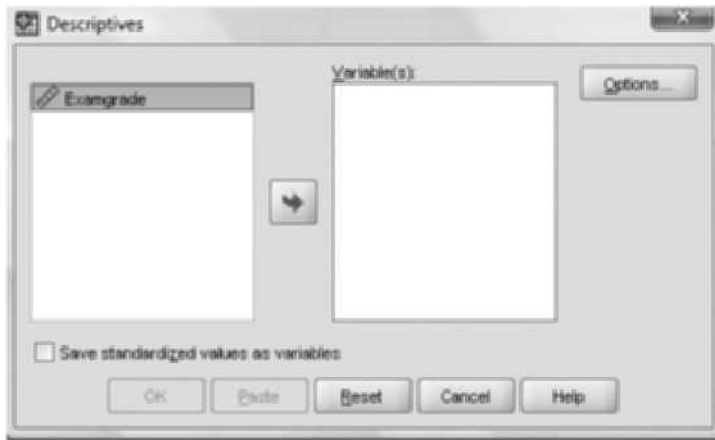 Descriptives
Variable(s):
Examgrade
Options...
Save standardized values as variables
OK
Paste
Reset
Cancel
Help